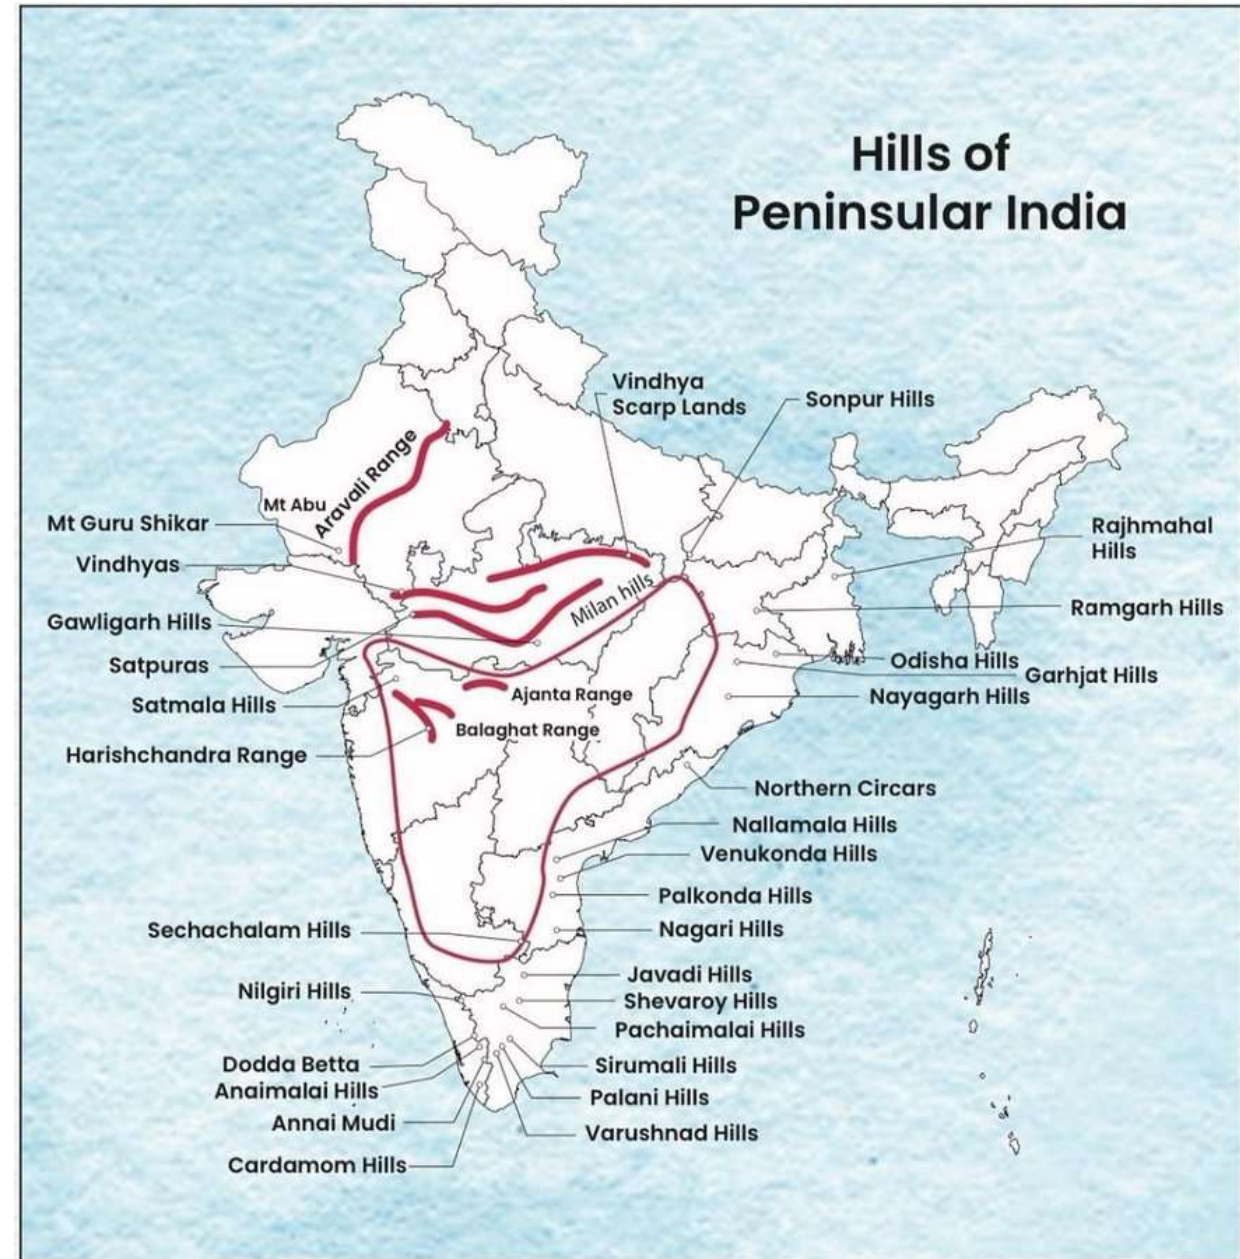 Hills of
Peninsular India
Vindhya
Scarp Lands
Sonpur Hills
Aravali Range
Mt Abu
Mt Guru Shikar
Rajhmahal
Hills
Vindhyas
Milan hills
Ramgarh Hills
Gawligarh Hills
Odisha Hills
Satpuras
Garhjat Hills
Ajanta Range
Nayagarh Hills
Satmala Hills
Balaghat Range
Harishchandra Range
Northern Circars
Nallamala Hills
Venukonda Hills
Palkonda Hills
Sechachalam Hills
Nagari Hills
Javadi Hills
Nilgiri Hills
Shevaroy Hills
Pachaimalai Hills
Dodda Betta
Sirumali Hills
Anaimalai Hills
Palani Hills
Annai Mudi
Varushnad Hills
Cardamom Hills